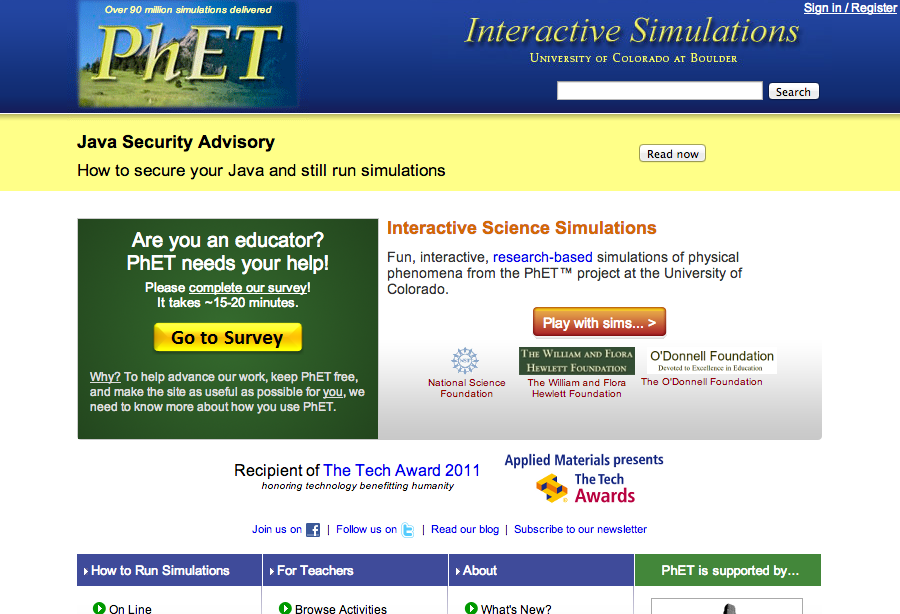 Over 90 million simulations delivered
Sign in / Register
PhET
Interactive Simulations
University of Colorado at Boulder
Search
Java Security Advisory
How to secure your Java and still run simulations
Read now
Are you an educator?
PhET needs your help!
Please complete our survey!
It takes ~15-20 minutes.
Go to Survey
Why? To help advance our work, keep PhET free,
and make the site as useful as possible for you, we
need to know more about how you use PhET.
Interactive Science Simulations
Fun, interactive, research-based simulations of physical
phenomena from the PhET™ project at the University of
Colorado.
Play with sims... >
NSF
National Science
Foundation
The William and Flora
Hewlett Foundation
The William and Flora
Hewlett Foundation
O'Donnell Foundation
Devoted to Excellence in Education
The O'Donnell Foundation
Recipient of The Tech Award 2011
honoring technology benefitting humanity
Applied Materials presents
The Tech
Awards
Join us on f | Follow us on t | Read our blog | Subscribe to our newsletter
How to Run Simulations
For Teachers
About
PhET is supported by...
On Line
Browse Activities
What's New?